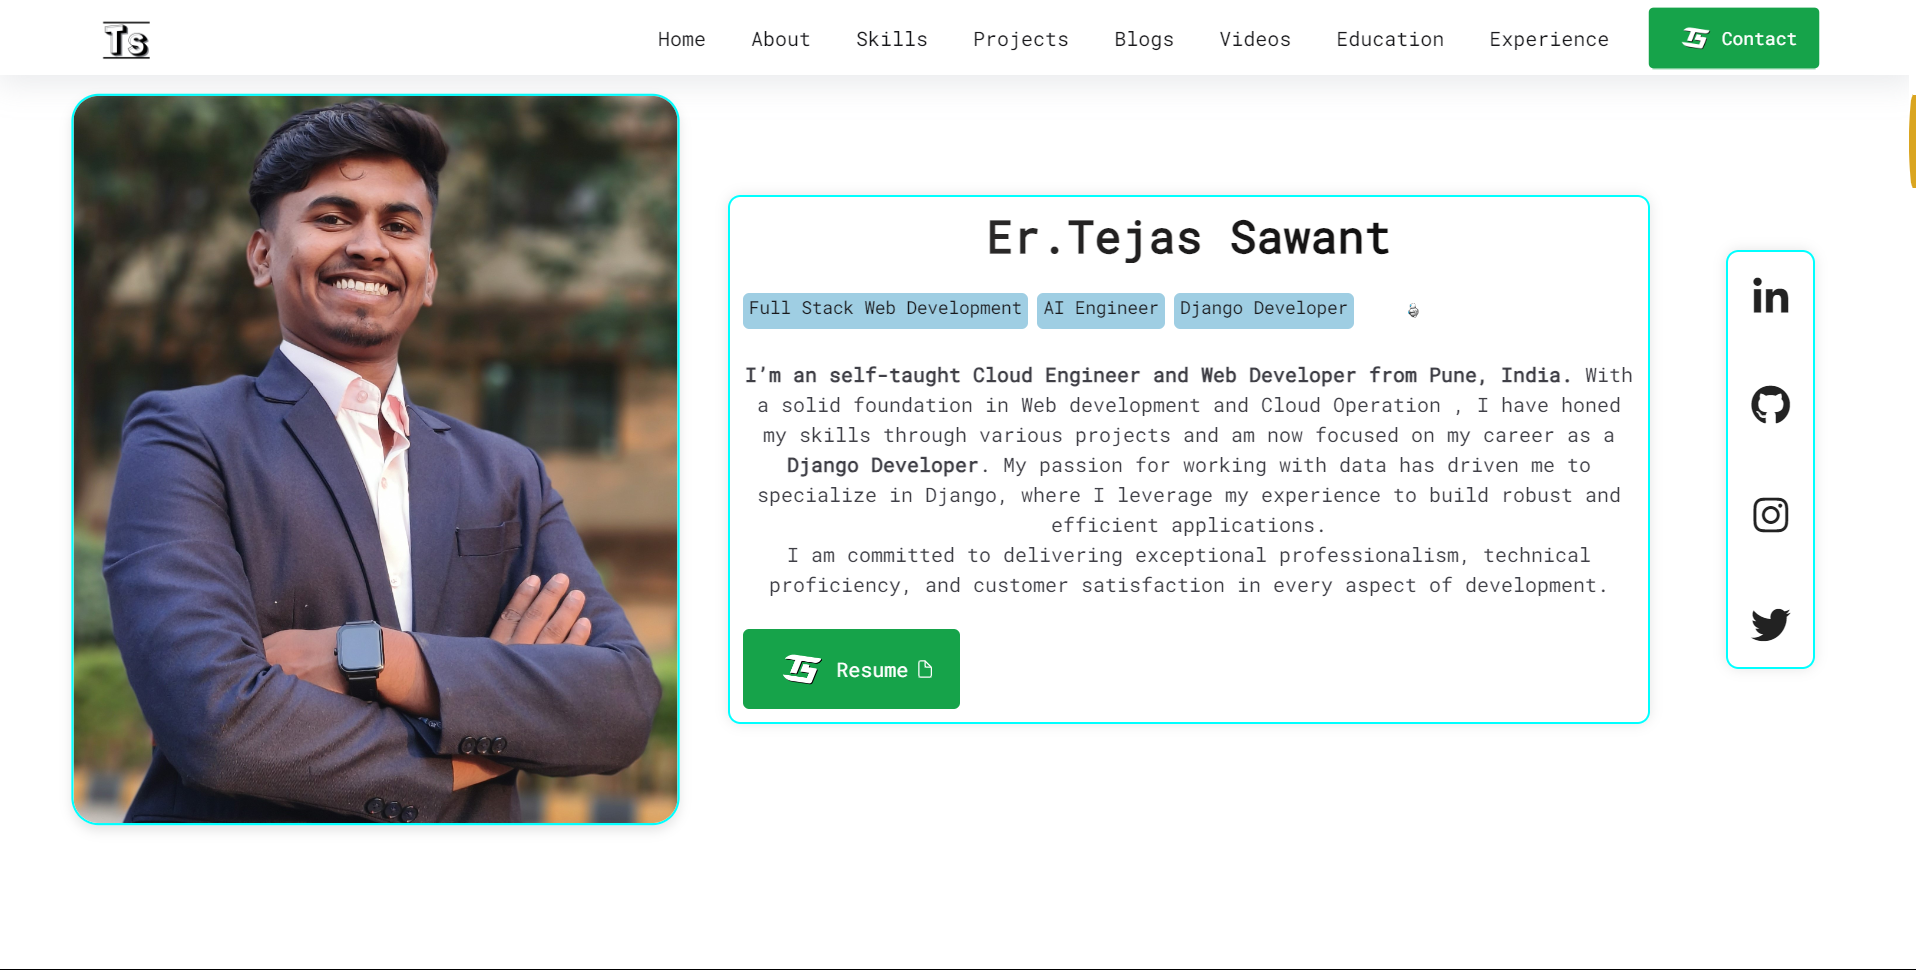 Ts
Home About Skills Projects Blogs Videos Education Experience TS Contact
Er.Tejas Sawant
Full Stack Web Development AI Engineer Django Developer
I’m an self-taught Cloud Engineer and Web Developer from Pune, India. With
a solid foundation in Web development and Cloud Operation , I have honed
my skills through various projects and am now focused on my career as a
Django Developer. My passion for working with data has driven me to
specialize in Django, where I leverage my experience to build robust and
efficient applications.
I am committed to delivering exceptional professionalism, technical
proficiency, and customer satisfaction in every aspect of development.
TS Resume
in